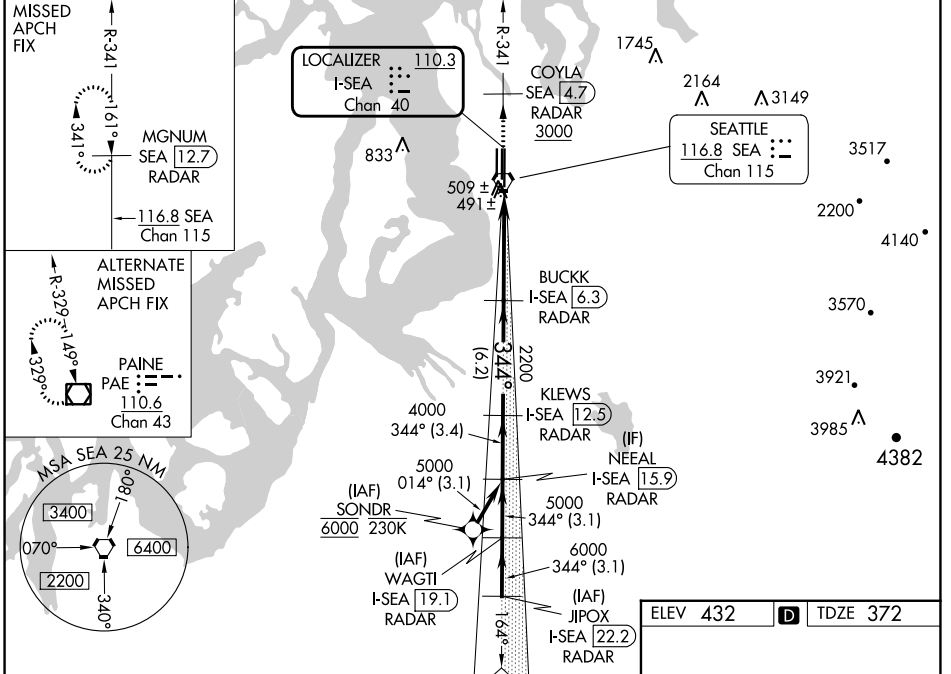 MISSED
APCH
FIX
R-341
161°
341°
MGNUM
SEA 12.7
RADAR
116.8 SEA
Chan 115
ALTERNATE
MISSED
APCH FIX
R-329
149°
329°
PAINE
PAE
110.6
Chan 43
MSA SEA 25 NM
180°
3400
070°
6400
2200
340°
LOCALIZER 110.3
I-SEA
Chan 40
R-341
COYLA
SEA 4.7
RADAR
3000
1745
2164
3149
833
SEATTLE
116.8 SEA
Chan 115
3517
509 ±
491±
2200
4140
BUCKK
I-SEA 6.3
RADAR
3570
2200
344°
(6.2)
3921
KLEWS
I-SEA 12.5
RADAR
4000
344° (3.4)
3985
4382
(IF)
NEEAL
I-SEA 15.9
RADAR
5000
014° (3.1)
(IAF)
SONDR
6000 230K
5000
344° (3.1)
(IAF)
WAGTI
I-SEA 19.1
RADAR
6000
344° (3.1)
(IAF)
JIPOX
I-SEA 22.2
RADAR
164°
ELEV 432 D TDZE 372